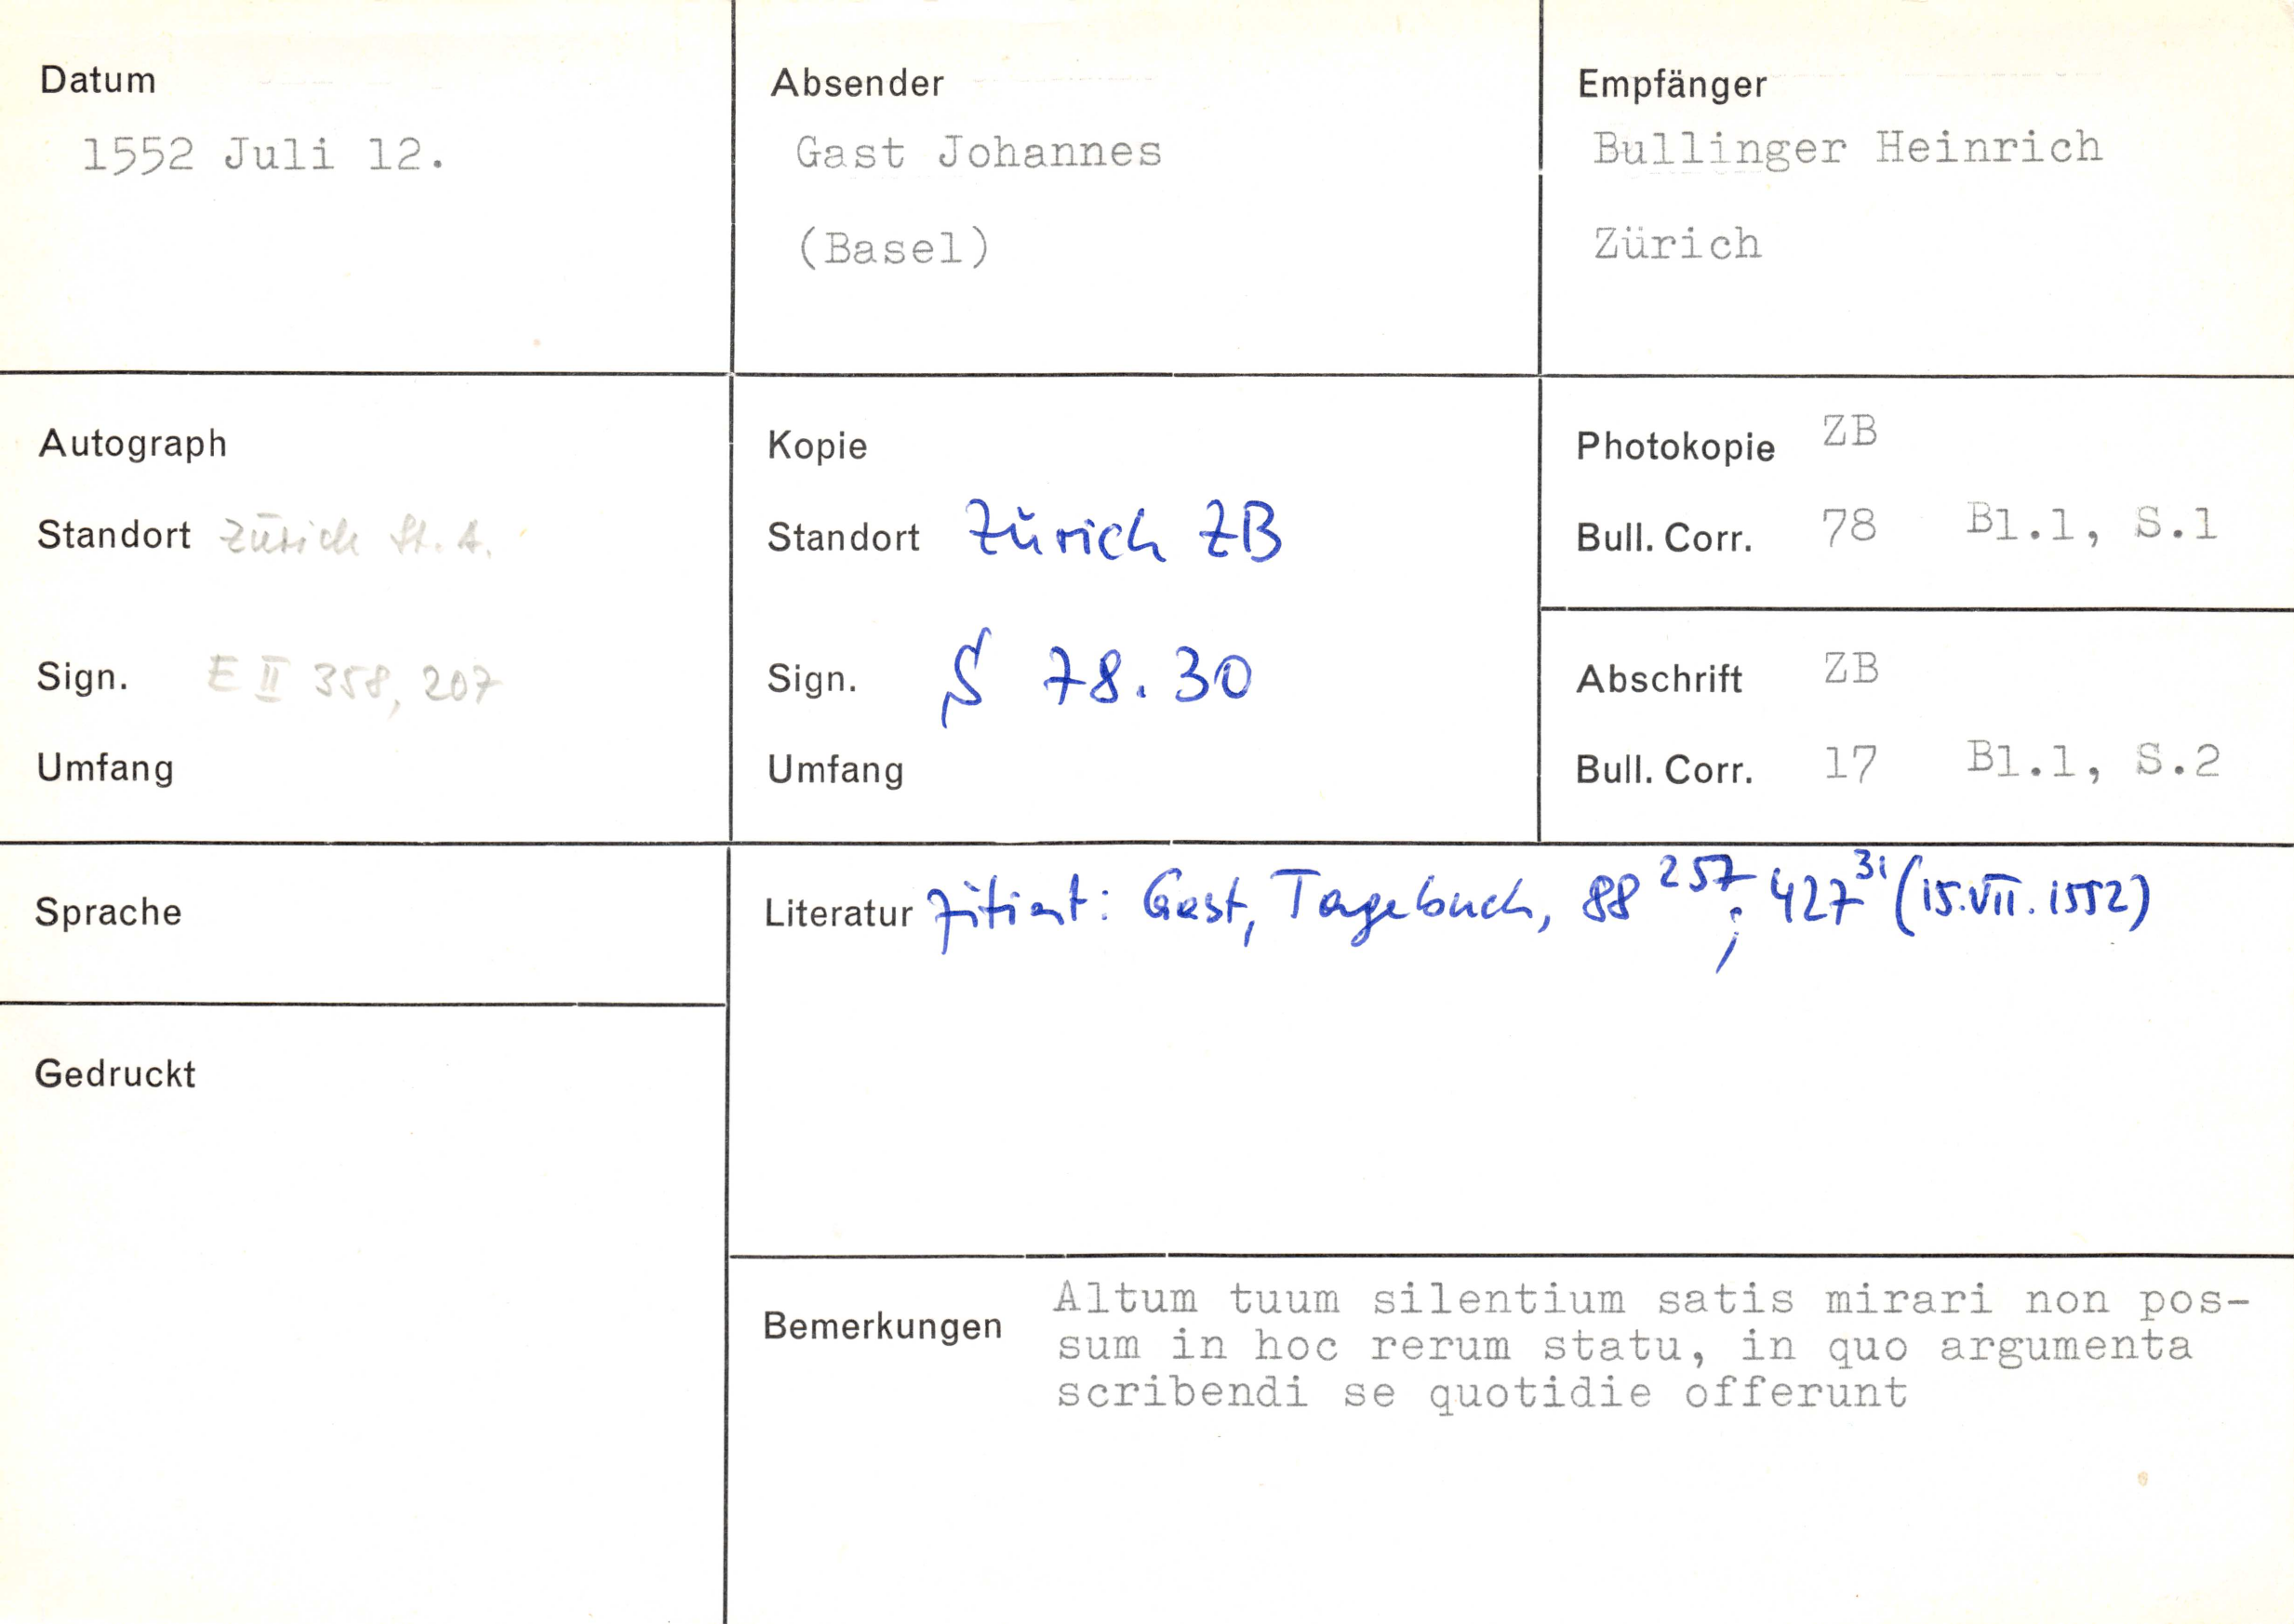 Datum
1552 Juli 12.
Absender
Gast Johannes
(Basel)
Empfänger
Bullinger Heinrich
Zürich
Autograph
Standort Zürich St. A.
Sign. E II 358, 207
Umfang
Kopie
Standort Zürich ZB
Sign. S 78.30
Umfang
Photokopie ZB
Bull. Corr. 78 Bl.1, S.1
Abschrift ZB
Bull. Corr. 17 Bl.1, S.2
Sprache
Gedruckt
Literatur zitiert: Gast, Tagebuch, 88 257; 427 31 (15.VII.1552)
Bemerkungen Altum tuum silentium satis mirari non pos-
sum in hoc rerum statu, in quo argumenta
scribendi se quotidie offerunt